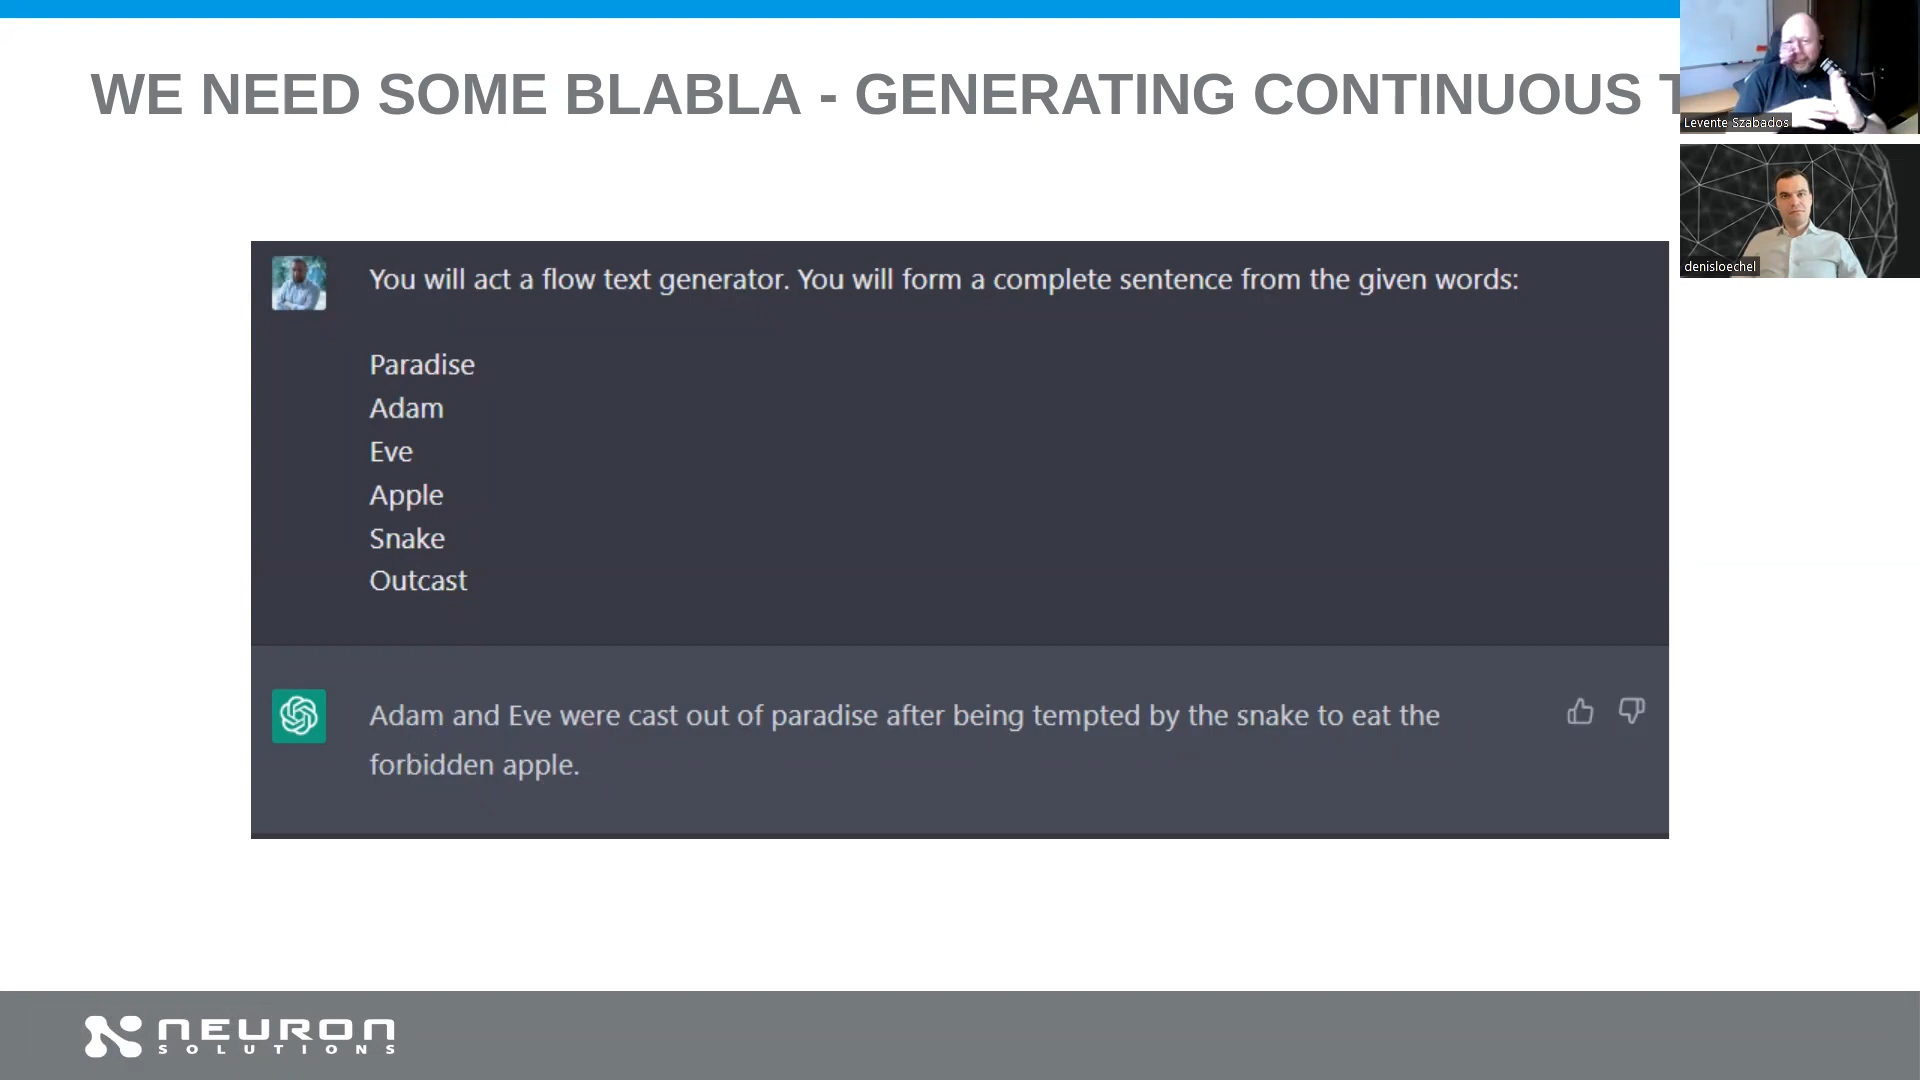 WE NEED SOME BLABLA - GENERATING CONTINUOUS T
Levente Szabados
denisloechel
You will act a flow text generator. You will form a complete sentence from the given words:
Paradise
Adam
Eve
Apple
Snake
Outcast
Adam and Eve were cast out of paradise after being tempted by the snake to eat the
forbidden apple.
NEURON
SOLUTIONS